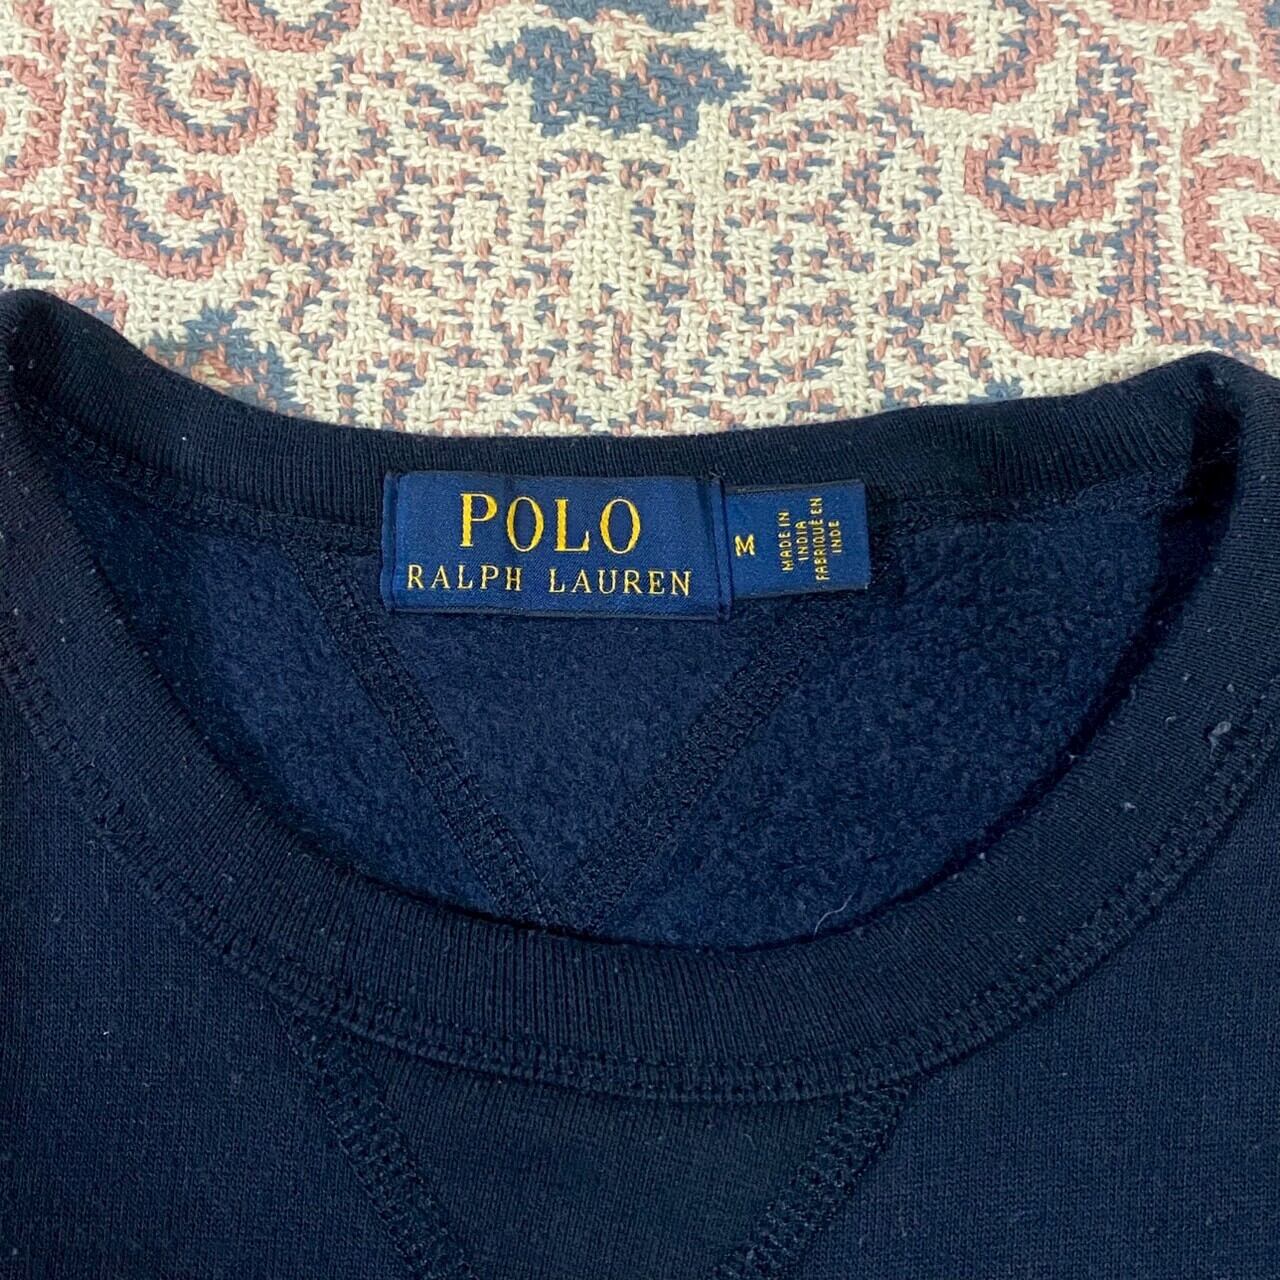 POLO
RALPH LAUREN
M
MADE IN
INDIA
FABRIQUÉ EN
INDE